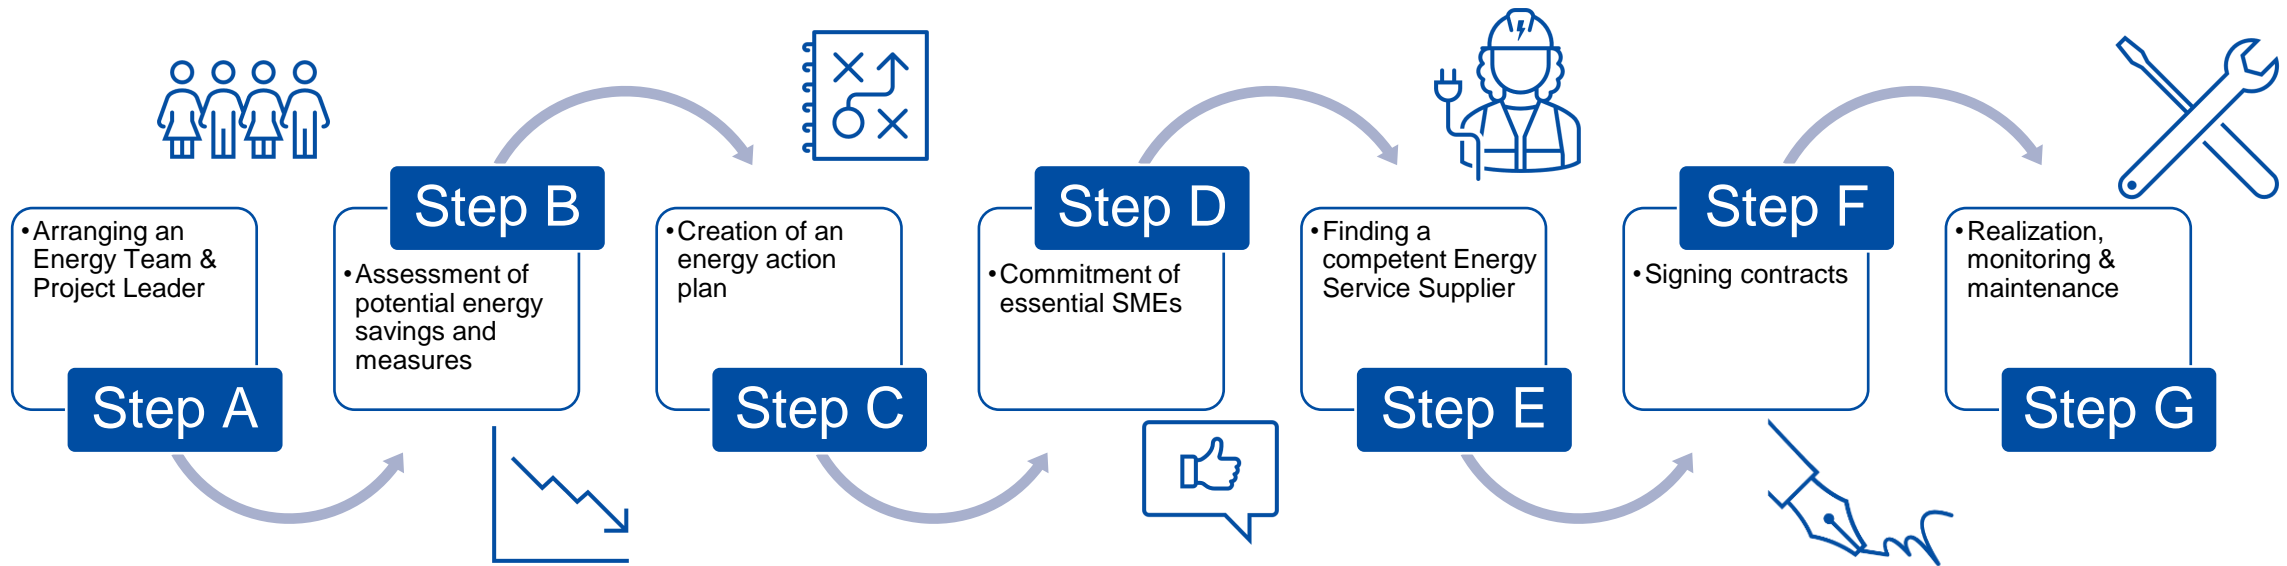 •Arranging an
Energy Team &
Project Leader
Step A
Step B
•Assessment of
potential energy
savings and
measures
•Creation of an
energy action
plan
Step C
Step D
•Commitment of
essential SMEs
•Finding a
competent Energy
Service Supplier
Step E
Step F
•Signing contracts
•Realization,
monitoring &
maintenance
Step G